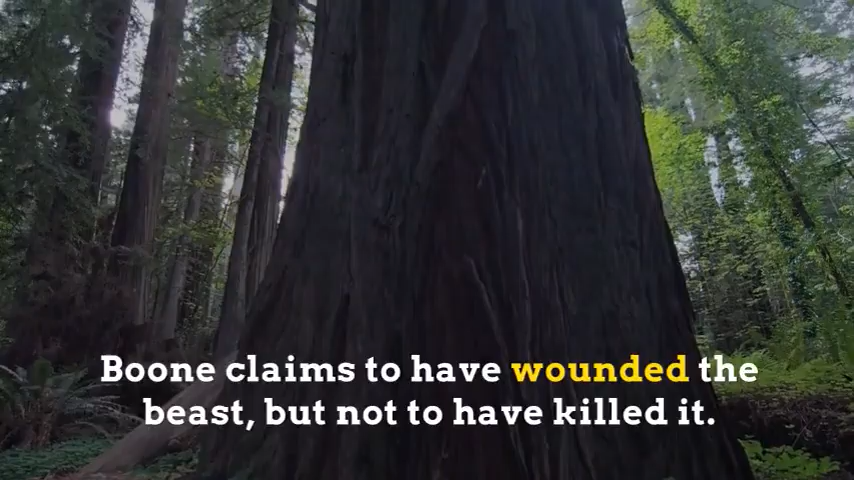 Boone claims to have wounded the
beast, but not to have killed it.